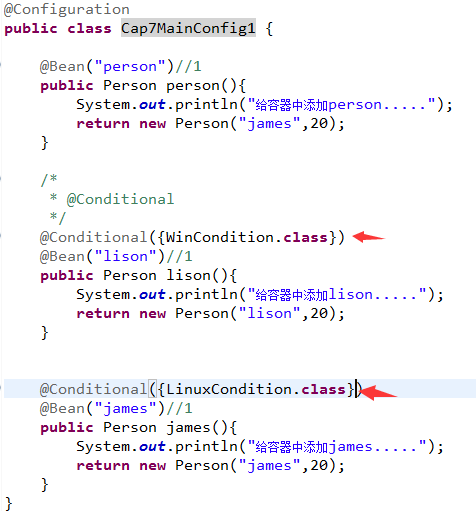 @Configuration
public class Cap7MainConfig1 {
@Bean("person")//1
public Person person(){
System.out.println("给容器中添加person.....");
return new Person("james",20);
}
/*
* @Conditional
*/
@Conditional({WinCondition.class})
@Bean("lison")//1
public Person lison(){
System.out.println("给容器中添加lison.....");
return new Person("lison",20);
}
@Conditional({LinuxCondition.class})
@Bean("james")//1
public Person james(){
System.out.println("给容器中添加james.....");
return new Person("james",20);
}
}